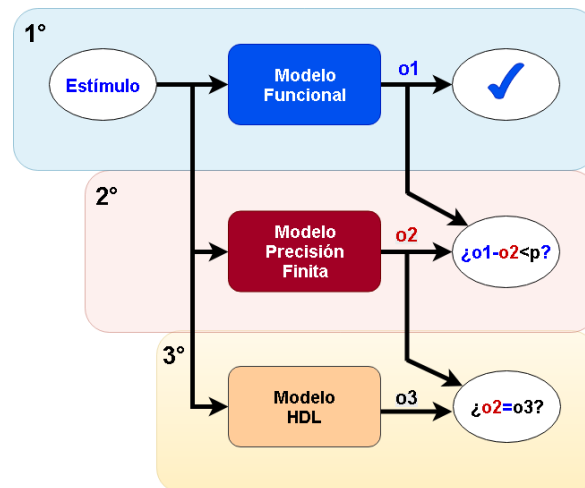 1°
Estímulo
Modelo
Funcional
o1
2°
Modelo
Precisión
Finita
o2
¿o1-o2<p?
3°
Modelo
HDL
o3
¿o2=o3?